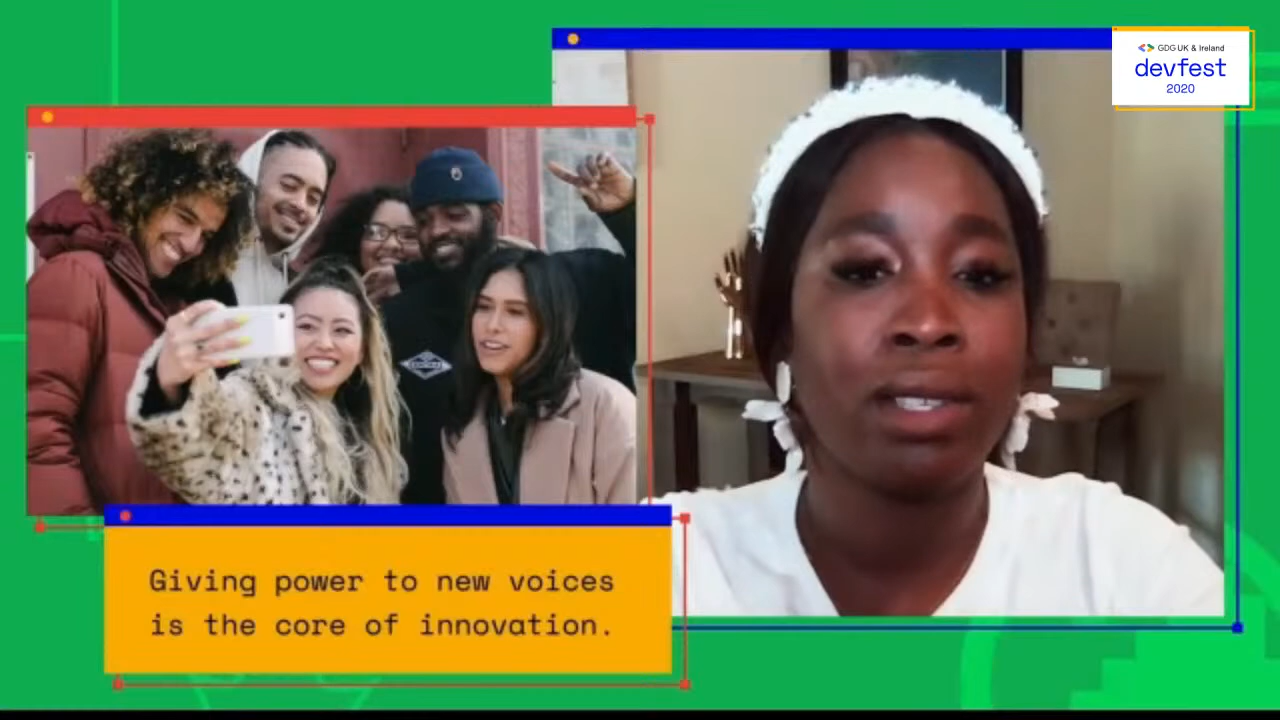 GDG UK & Ireland
devfest
2020
Giving power to new voices
is the core of innovation.